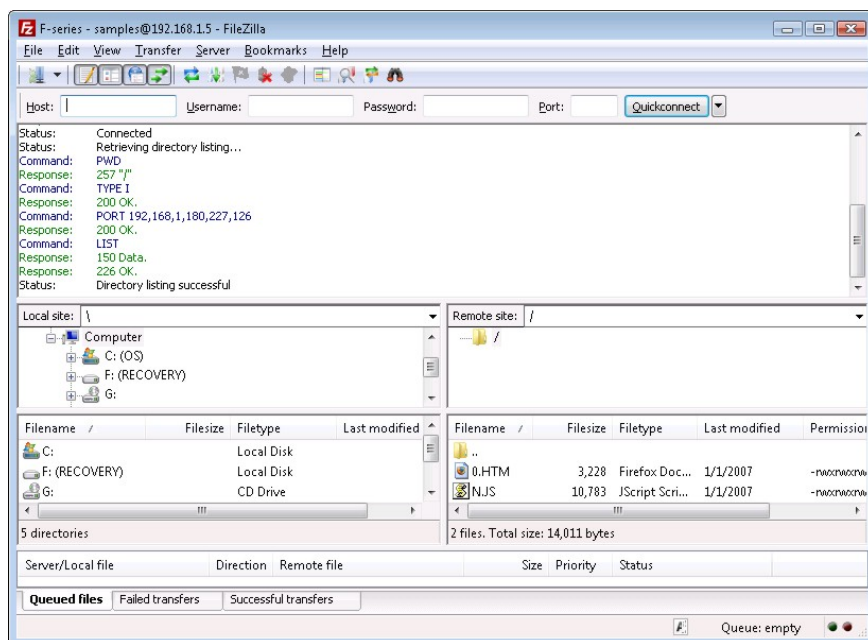 F-series - samples@192.168.1.5 - FileZilla
File Edit View Transfer Server Bookmarks Help
Host: Username: Password: Port: Quickconnect
Status: Connected
Status: Retrieving directory listing...
Command: PWD
Response: 257 "/"
Command: TYPE I
Response: 200 OK.
Command: PORT 192,168,1,180,227,126
Response: 200 OK.
Command: LIST
Response: 150 Data.
Response: 226 OK.
Status: Directory listing successful
Local site: \
Computer
C: (OS)
F: (RECOVERY)
G:
Remote site: /
/
Filename / Filesize Filetype Last modified
C: Local Disk
F: (RECOVERY) Local Disk
G: CD Drive
5 directories
Filename / Filesize Filetype Last modified Permission
..
0.HTM 3,228 Firefox Doc... 1/1/2007 -rwxrwxrw
N.JS 10,783 JScript Scri... 1/1/2007 -rwxrwxrw
2 files. Total size: 14,011 bytes
Server/Local file Direction Remote file Size Priority Status
Queued files Failed transfers Successful transfers
Queue: empty